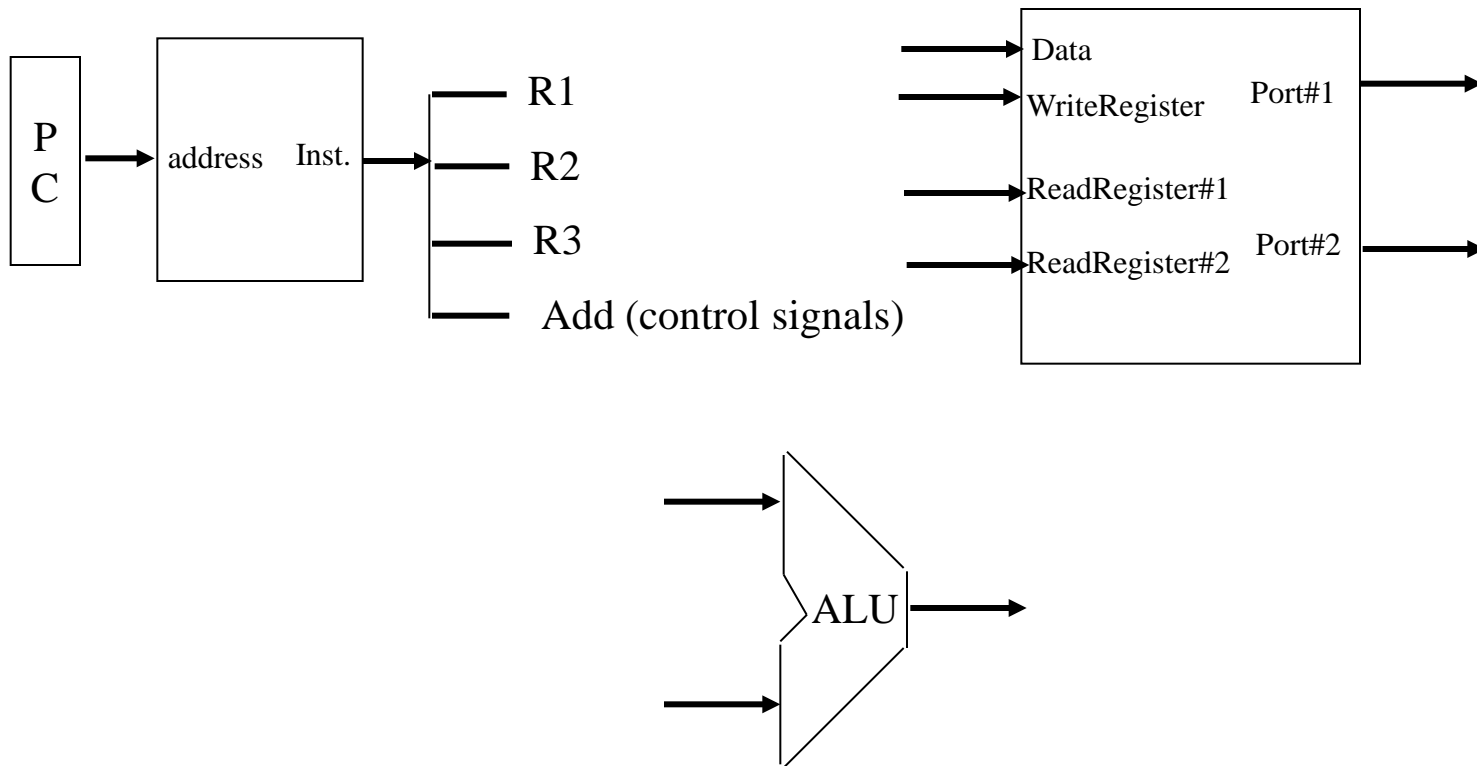 P
C
address
Inst.
R1
R2
R3
Add (control signals)
Data
WriteRegister
ReadRegister#1
ReadRegister#2
Port#1
Port#2
ALU